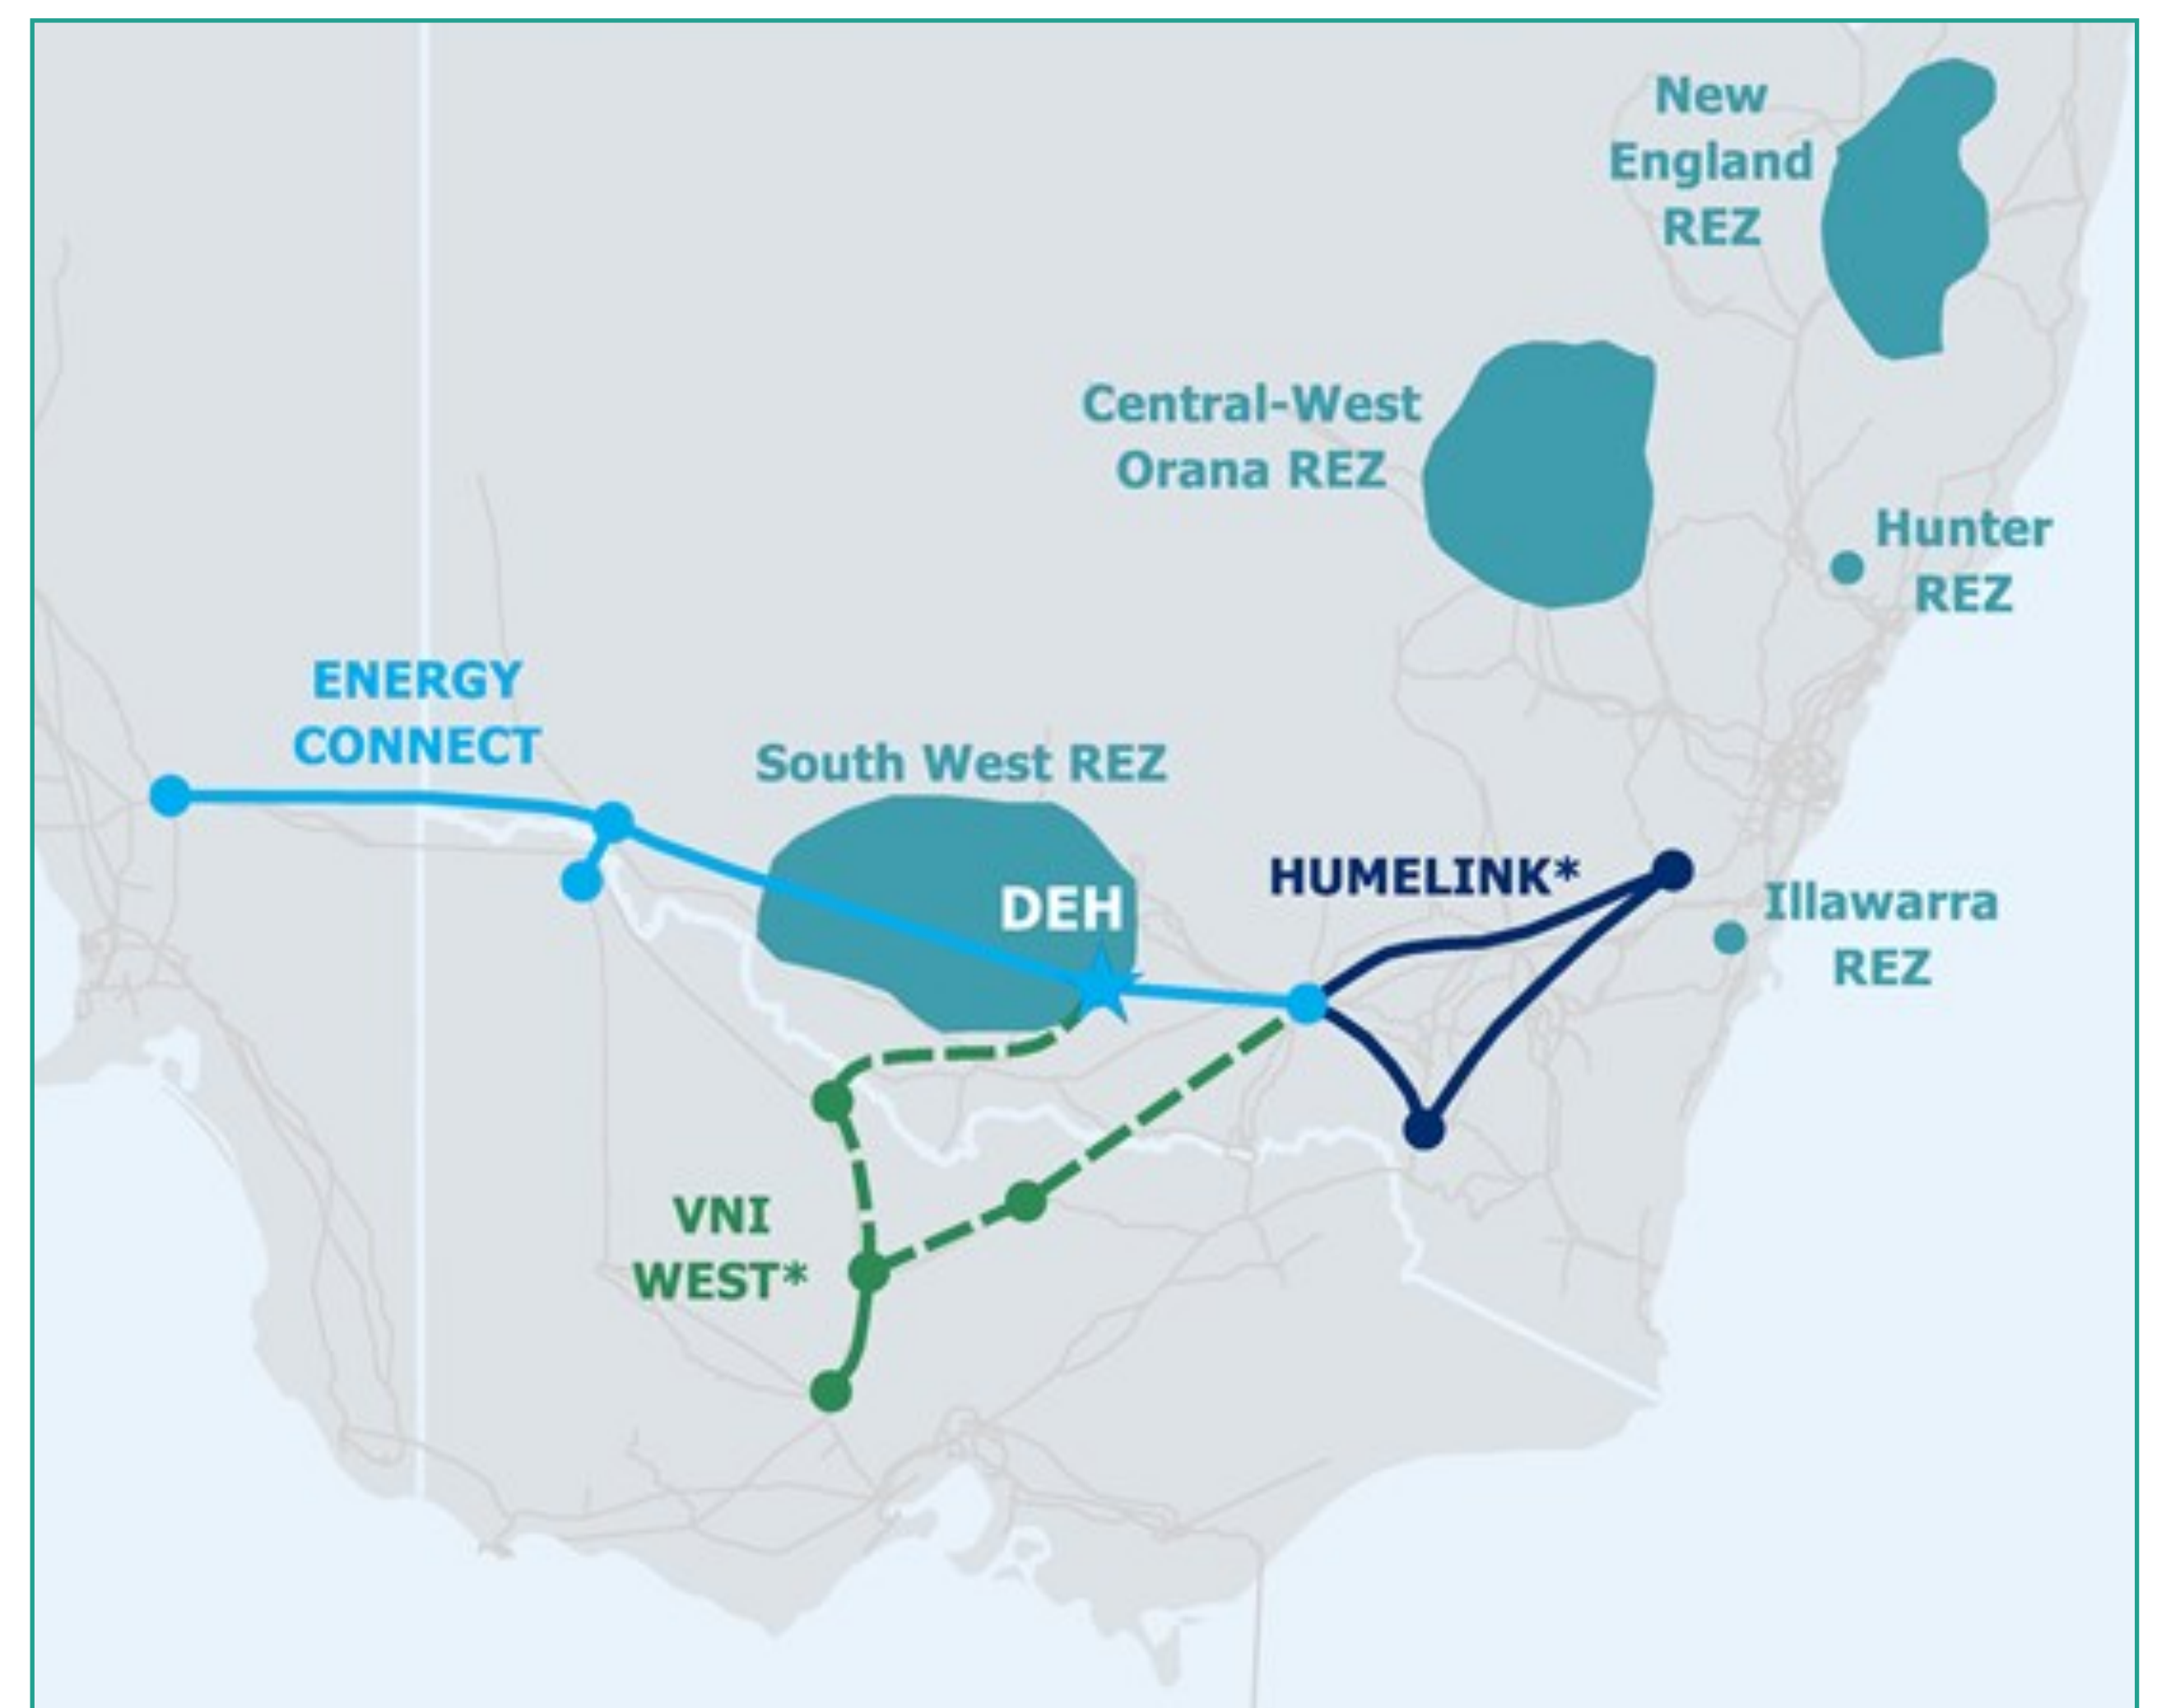 New
England
REZ
Central-West
Orana REZ
Hunter
REZ
ENERGY
CONNECT
South West REZ
DEH
HUMELINK*
Illawarra
REZ
VNI
WEST*